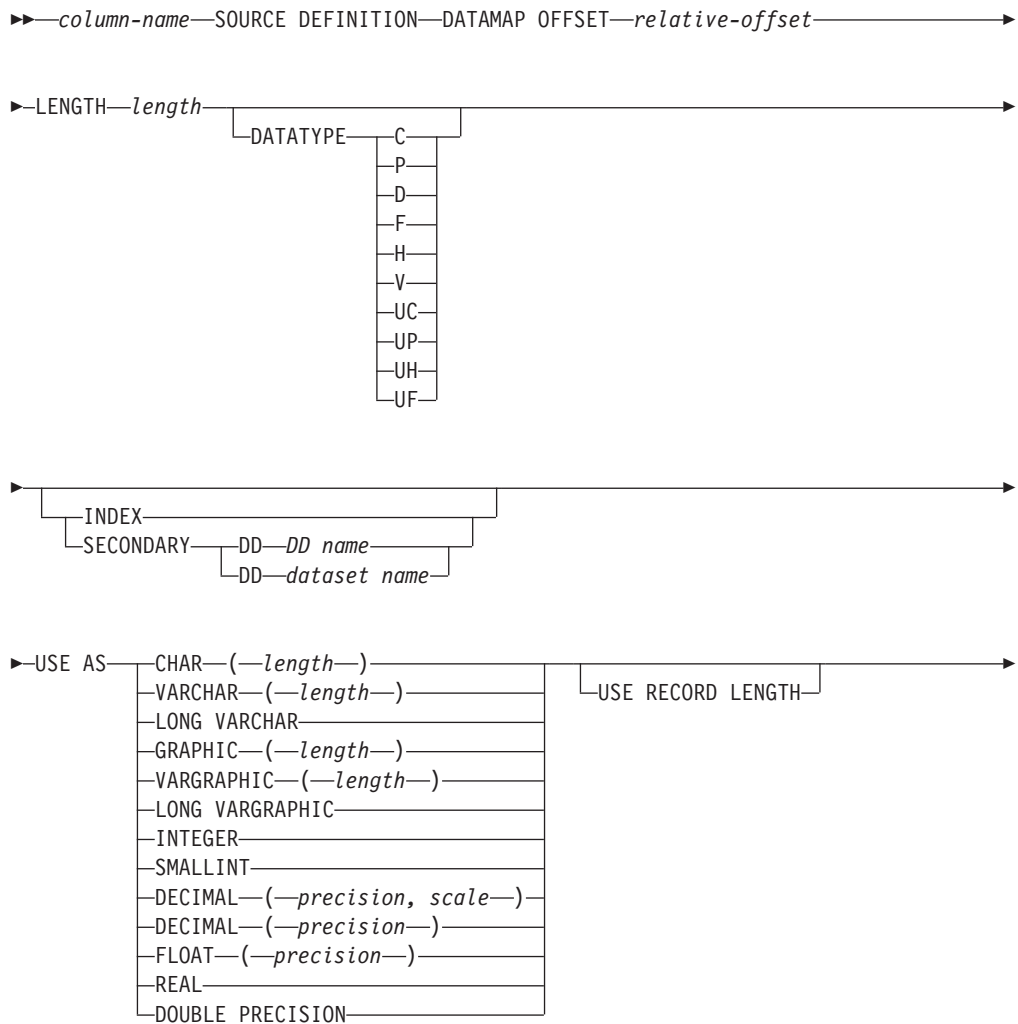 column-name SOURCE DEFINITION DATAMAP OFFSET relative-offset
LENGTH length
DATATYPE C
P
D
F
H
V
UC
UP
UH
UF
INDEX
SECONDARY DD DD name
DD dataset name
USE AS CHAR ( length )
VARCHAR ( length )
USE RECORD LENGTH
LONG VARCHAR
GRAPHIC ( length )
VARGRAPHIC ( length )
LONG VARGRAPHIC
INTEGER
SMALLINT
DECIMAL ( precision, scale )
DECIMAL ( precision )
FLOAT ( precision )
REAL
DOUBLE PRECISION